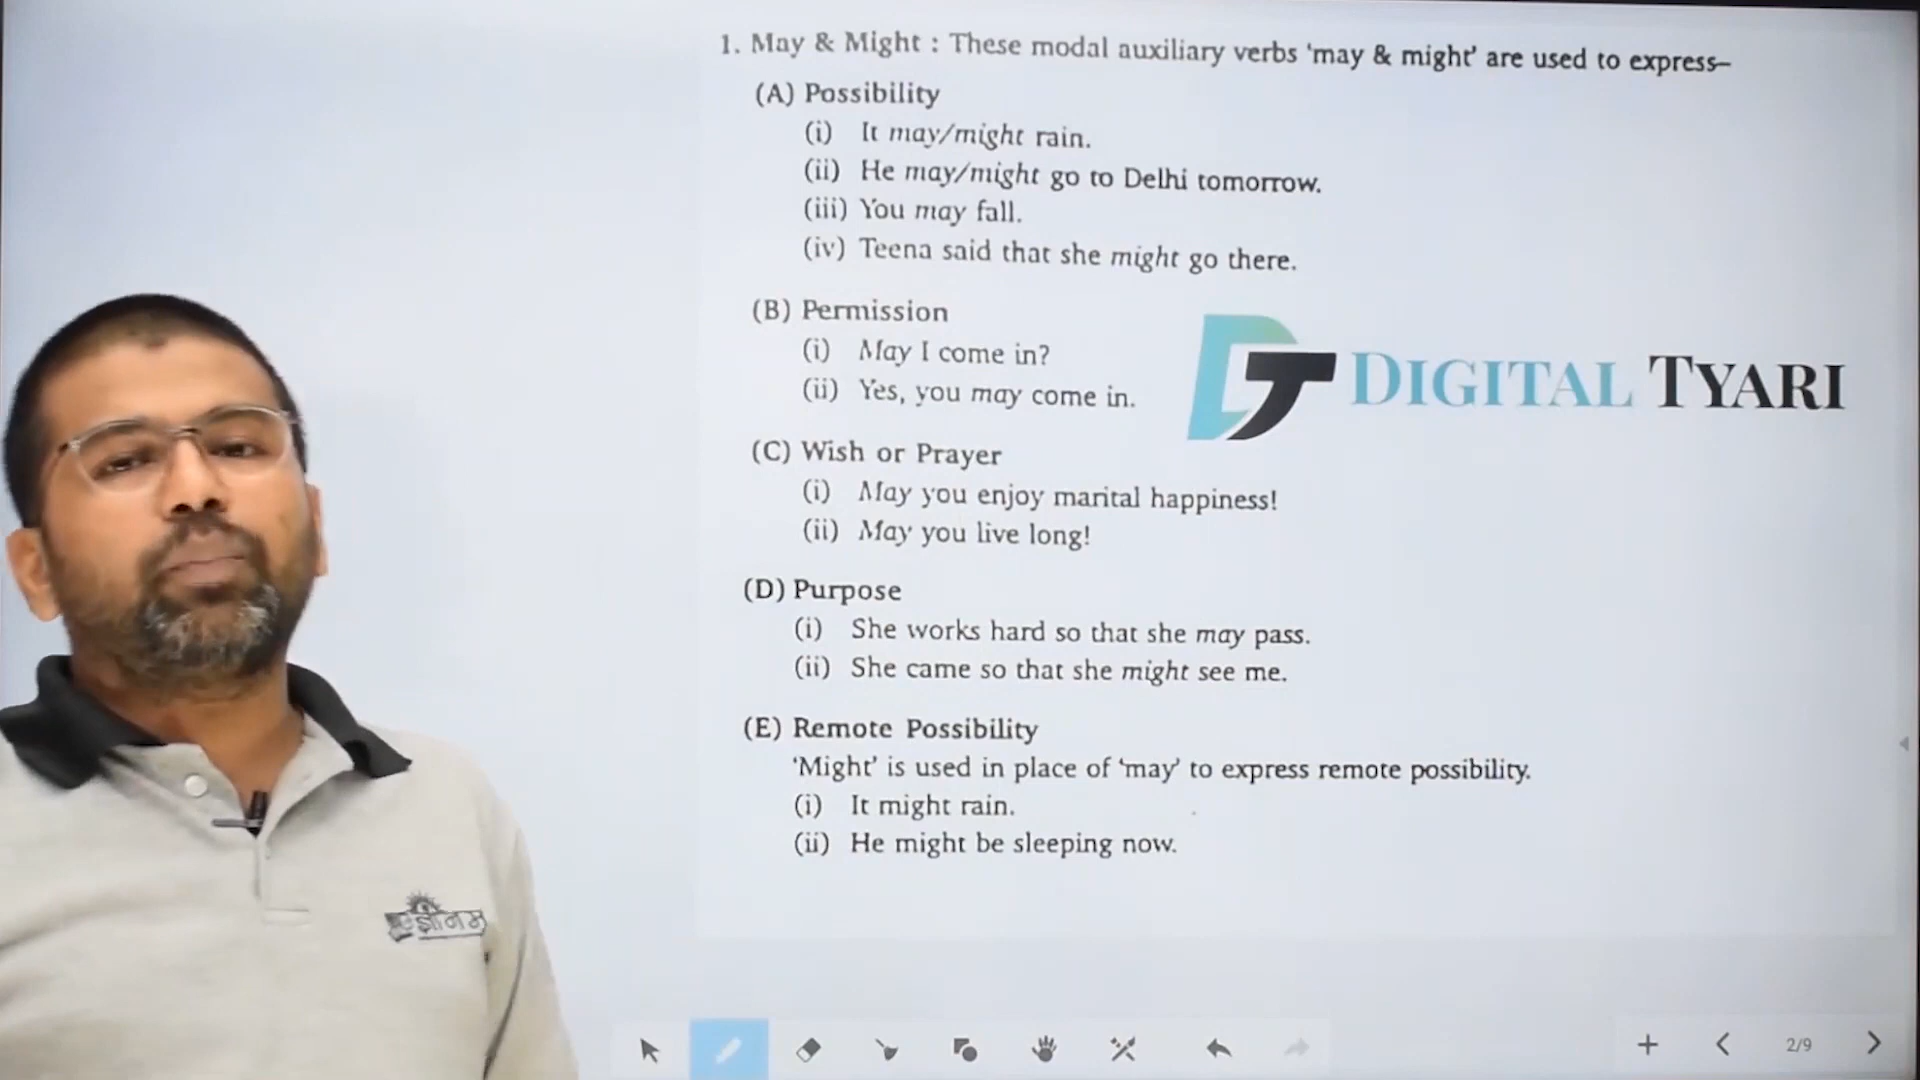 1. May & Might : These modal auxiliary verbs 'may & might' are used to express–
(A) Possibility
(i) It may/might rain.
(ii) He may/might go to Delhi tomorrow.
(iii) You may fall.
(iv) Teena said that she might go there.
(B) Permission
(i) May I come in?
(ii) Yes, you may come in.
DIGITAL TYARI
(C) Wish or Prayer
(i) May you enjoy marital happiness!
(ii) May you live long!
(D) Purpose
(i) She works hard so that she may pass.
(ii) She came so that she might see me.
(E) Remote Possibility
'Might' is used in place of 'may' to express remote possibility.
(i) It might rain.
(ii) He might be sleeping now.
2/9